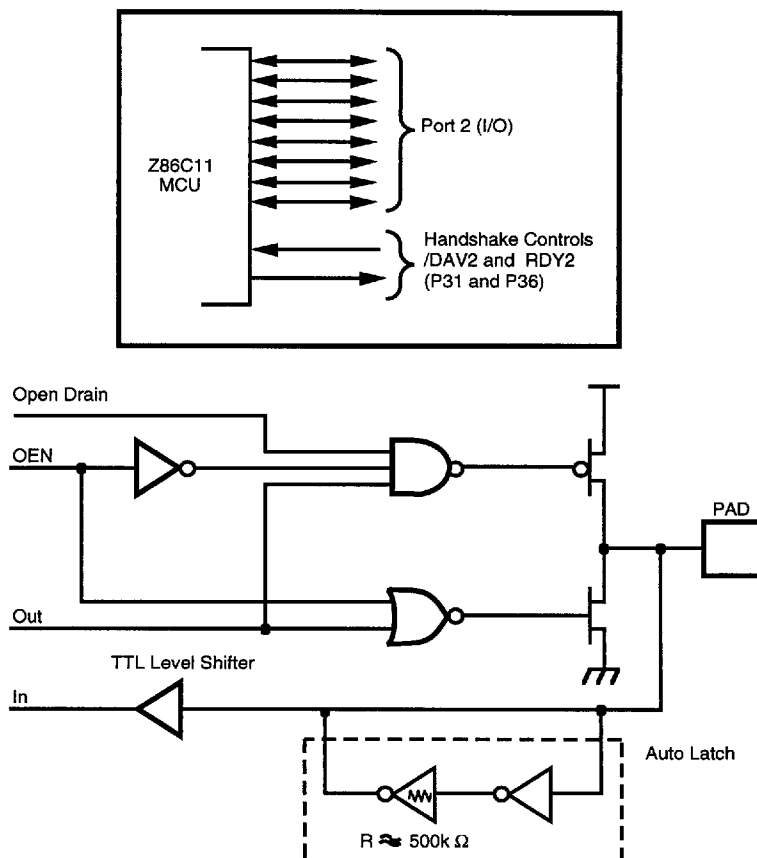 Z86C11
MCU
Port 2 (I/O)
Handshake Controls
/DAV2 and RDY2
(P31 and P36)
Open Drain
OEN
PAD
Out
TTL Level Shifter
In
Auto Latch
R ≈ 500k Ω